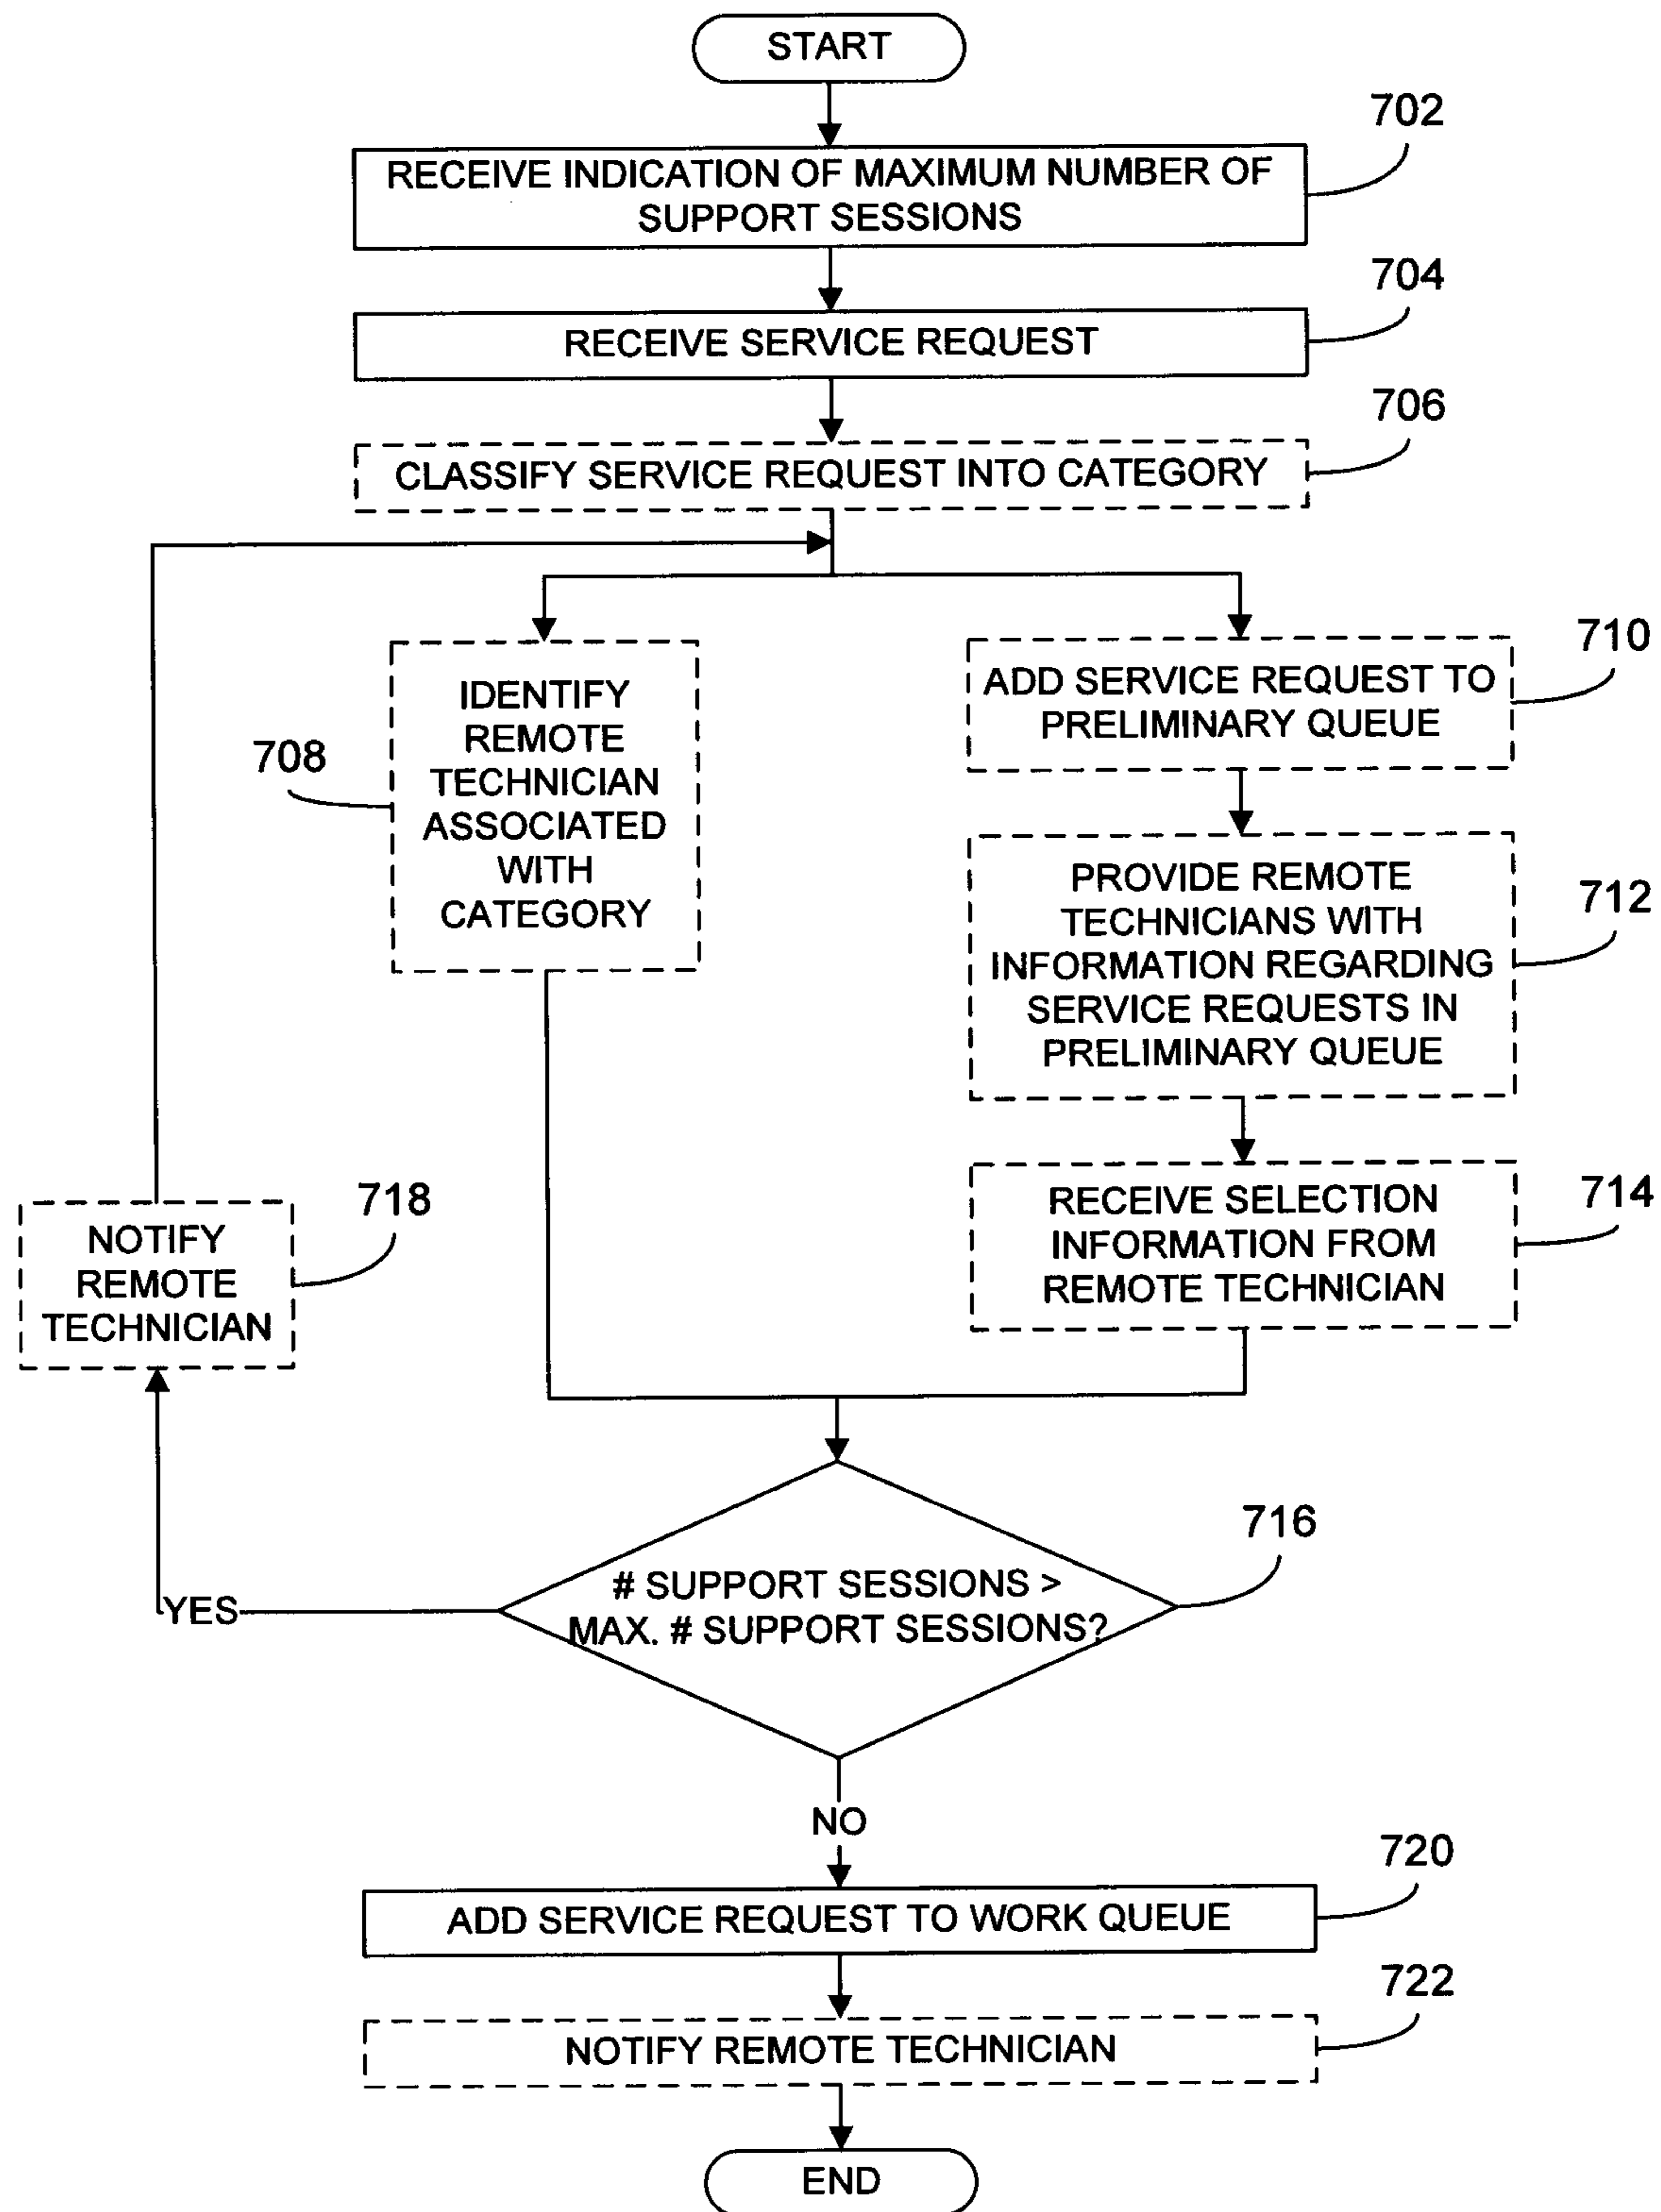 START
702
RECEIVE INDICATION OF MAXIMUM NUMBER OF
SUPPORT SESSIONS
704
RECEIVE SERVICE REQUEST
706
CLASSIFY SERVICE REQUEST INTO CATEGORY
708
IDENTIFY
REMOTE
TECHNICIAN
ASSOCIATED
WITH
CATEGORY
710
ADD SERVICE REQUEST TO
PRELIMINARY QUEUE
712
PROVIDE REMOTE
TECHNICIANS WITH
INFORMATION REGARDING
SERVICE REQUESTS IN
PRELIMINARY QUEUE
714
RECEIVE SELECTION
INFORMATION FROM
REMOTE TECHNICIAN
718
NOTIFY
REMOTE
TECHNICIAN
716
# SUPPORT SESSIONS >
MAX. # SUPPORT SESSIONS?
YES
NO
720
ADD SERVICE REQUEST TO WORK QUEUE
722
NOTIFY REMOTE TECHNICIAN
END